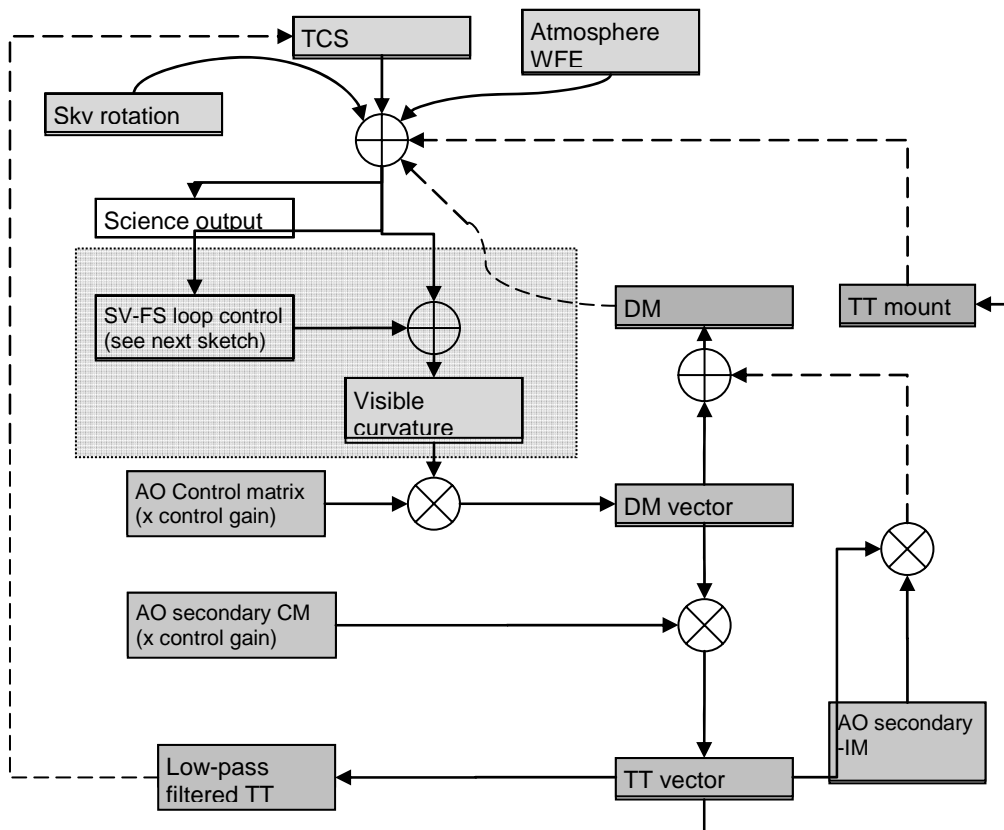 TCS
Atmosphere
WFE
Sky rotation
Science output
SV-FS loop control
(see next sketch)
DM
TT mount
Visible
curvature
AO Control matrix
(x control gain)
DM vector
AO secondary CM
(x control gain)
AO secondary
-IM
Low-pass
filtered TT
TT vector